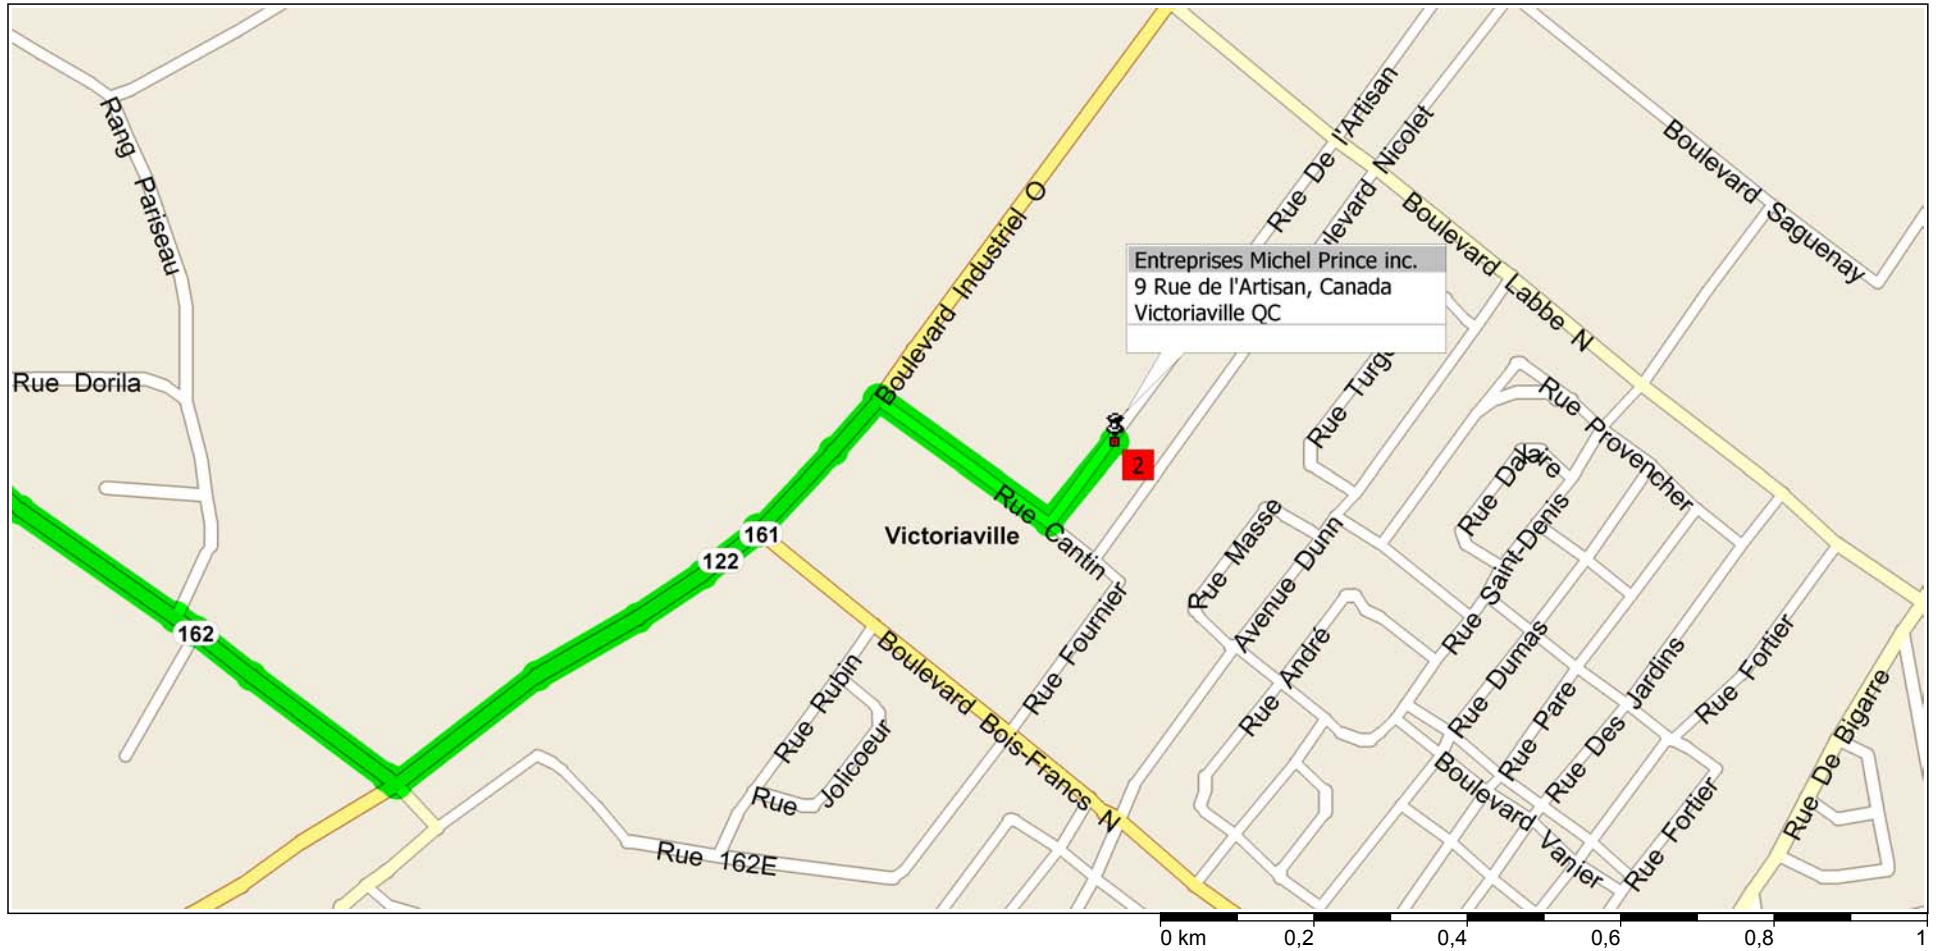 Rang Pariseau
Rue De l'Artisan
Boulevard Nicolet
Boulevard Saguenay
Boulevard Industriel O
Boulevard Labbe N
Entreprises Michel Prince inc.
9 Rue de l'Artisan, Canada
Victoriaville QC
Rue Dorila
Rue Provencher
2
Rue Dalare
Rue Cantin
Victoriaville
161
122
162
Rue Masse
Avenue Dunn
Rue Saint-Denis
Rue Fournier
Rue André
Rue Dumas
Rue Pare
Rue Des Jardins
Rue Fortier
Rue De Bigarre
Boulevard Bois-Francs N
Rue Rubin
Rue Jolicoeur
Boulevard Vanier
Rue Fortier
Rue 162E
0 km 0,2 0,4 0,6 0,8 1